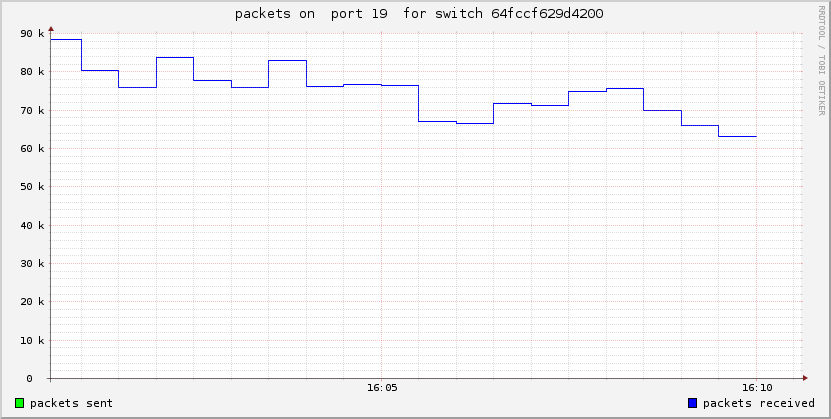 packets on  port 19  for switch 64fccf629d4200
RRDTOOL / TOBI OETIKER
90 k
80 k
70 k
60 k
50 k
40 k
30 k
20 k
10 k
0
16:05
16:10
packets sent
packets received